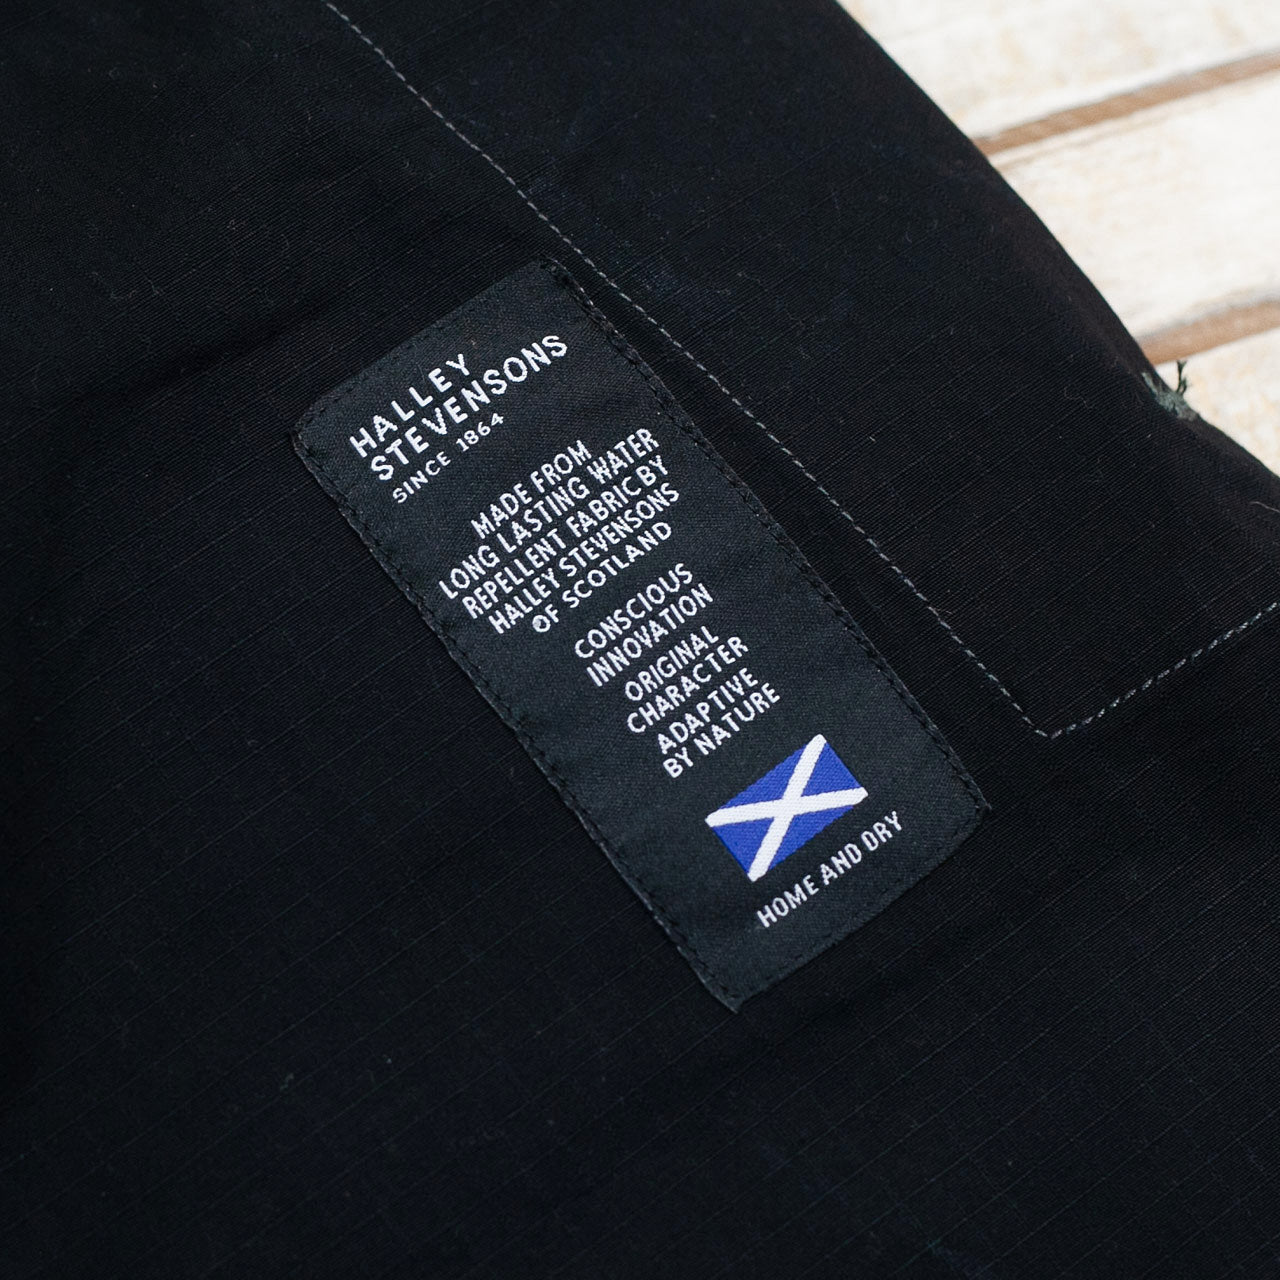 HALLEY
STEVENSONS
SINCE 1864
MADE FROM
LONG LASTING WATER
REPELLENT FABRIC BY
HALLEY STEVENSONS
OF SCOTLAND
CONSCIOUS
INNOVATION
ORIGINAL
CHARACTER
ADAPTIVE
BY NATURE
HOME AND DRY